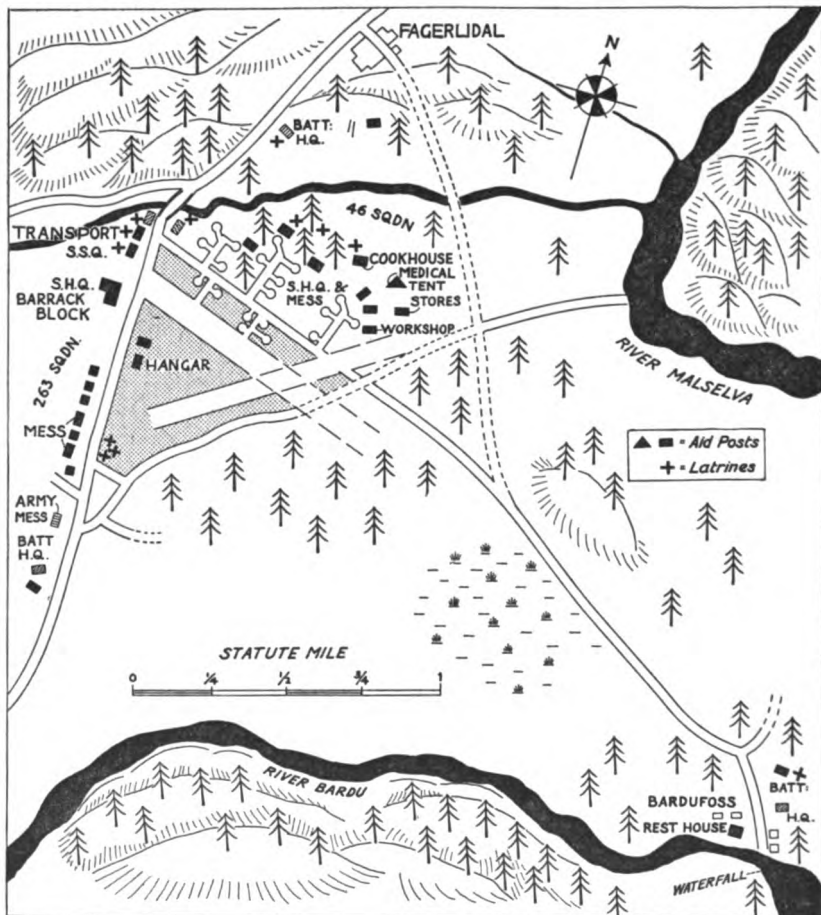 FAGERLIDAL
N
BATT:
H.Q.
46 SQDN
TRANSPORT
S.S.Q.
COOKHOUSE
MEDICAL
TENT
S.H.Q. &
MESS
STORES
S.H.Q.
BARRACK
BLOCK
WORKSHOP
HANGAR
263 SQDN.
RIVER MALSELVA
MESS
= Aid Posts
+ = Latrines
ARMY
MESS
BATT
H.Q.
STATUTE MILE
0 1/4 1/2 3/4 1
RIVER BARDU
BATT:
H.Q.
BARDUFOSS
REST HOUSE
WATERFALL